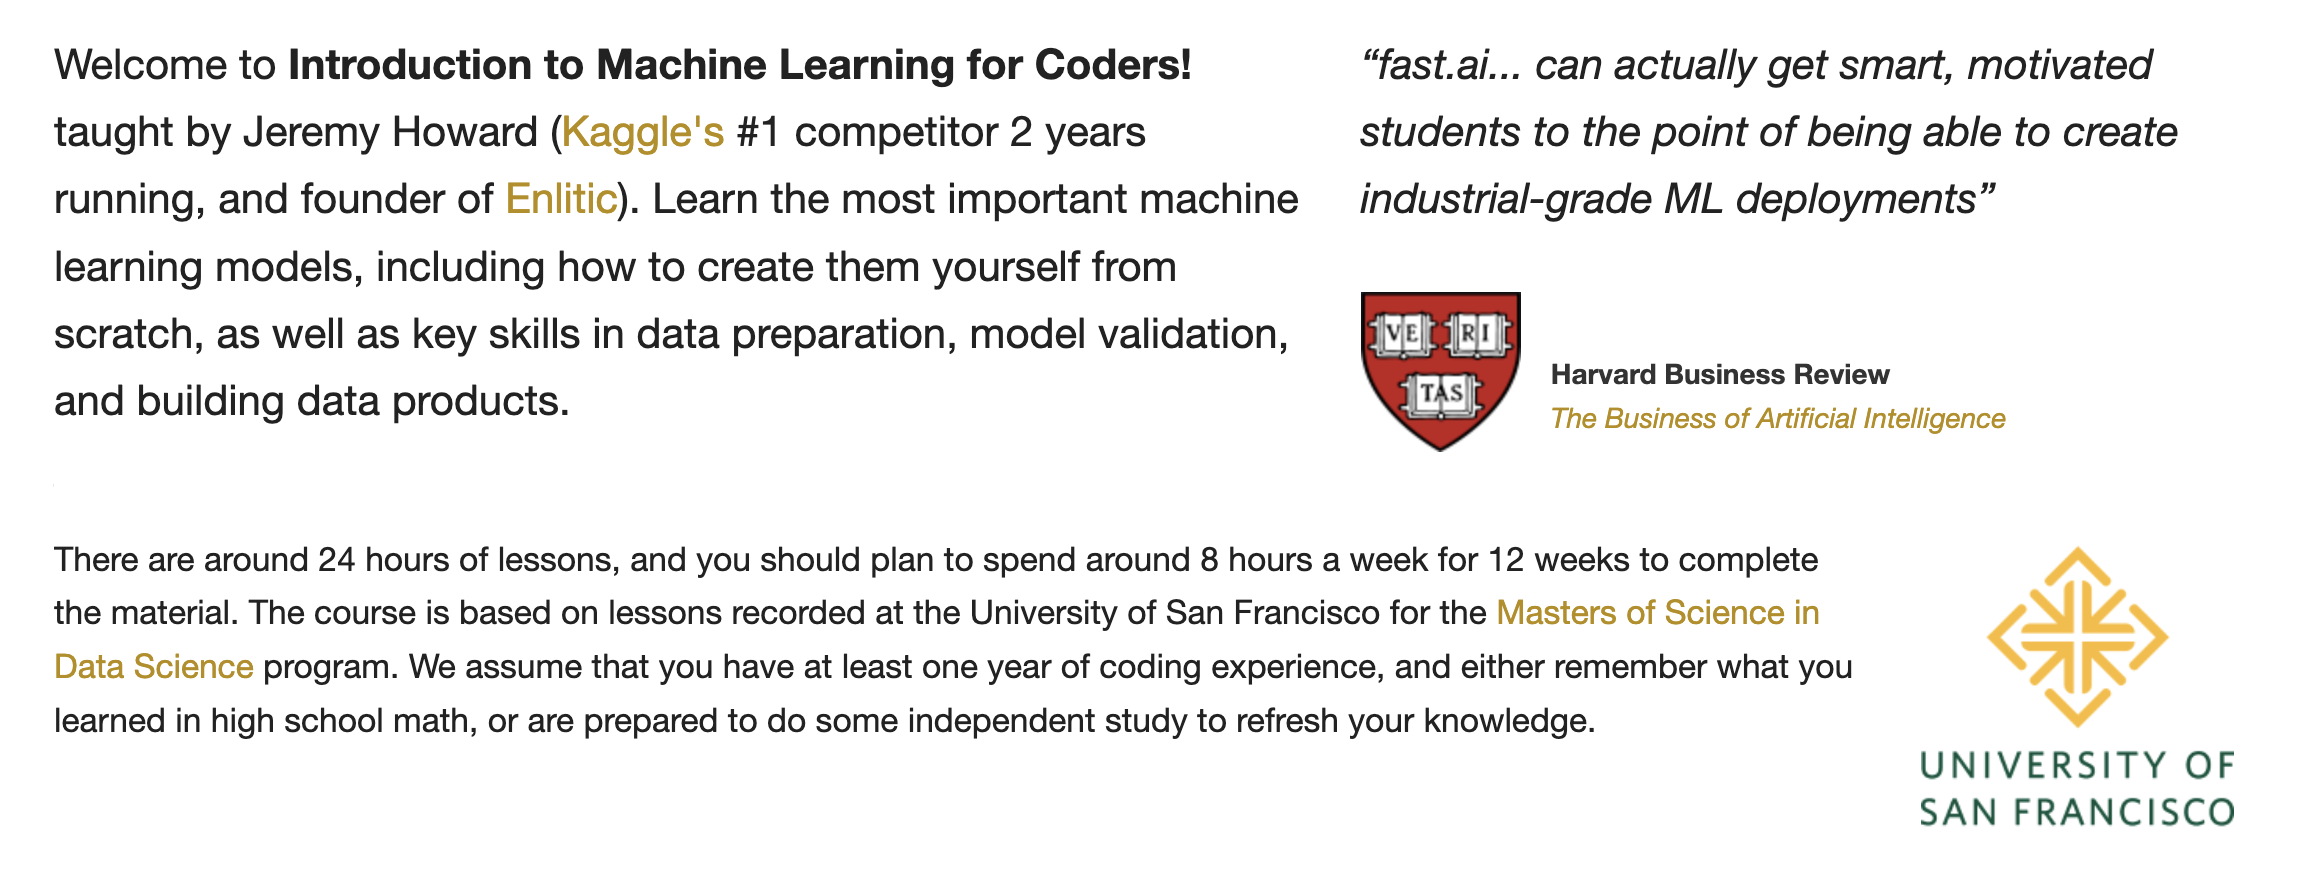 Welcome to Introduction to Machine Learning for Coders!
taught by Jeremy Howard (Kaggle's #1 competitor 2 years
running, and founder of Enlitic). Learn the most important machine
learning models, including how to create them yourself from
scratch, as well as key skills in data preparation, model validation,
and building data products.
“fast.ai... can actually get smart, motivated
students to the point of being able to create
industrial-grade ML deployments”
VE RI
TAS
Harvard Business Review
The Business of Artificial Intelligence
There are around 24 hours of lessons, and you should plan to spend around 8 hours a week for 12 weeks to complete
the material. The course is based on lessons recorded at the University of San Francisco for the Masters of Science in
Data Science program. We assume that you have at least one year of coding experience, and either remember what you
learned in high school math, or are prepared to do some independent study to refresh your knowledge.
UNIVERSITY OF
SAN FRANCISCO